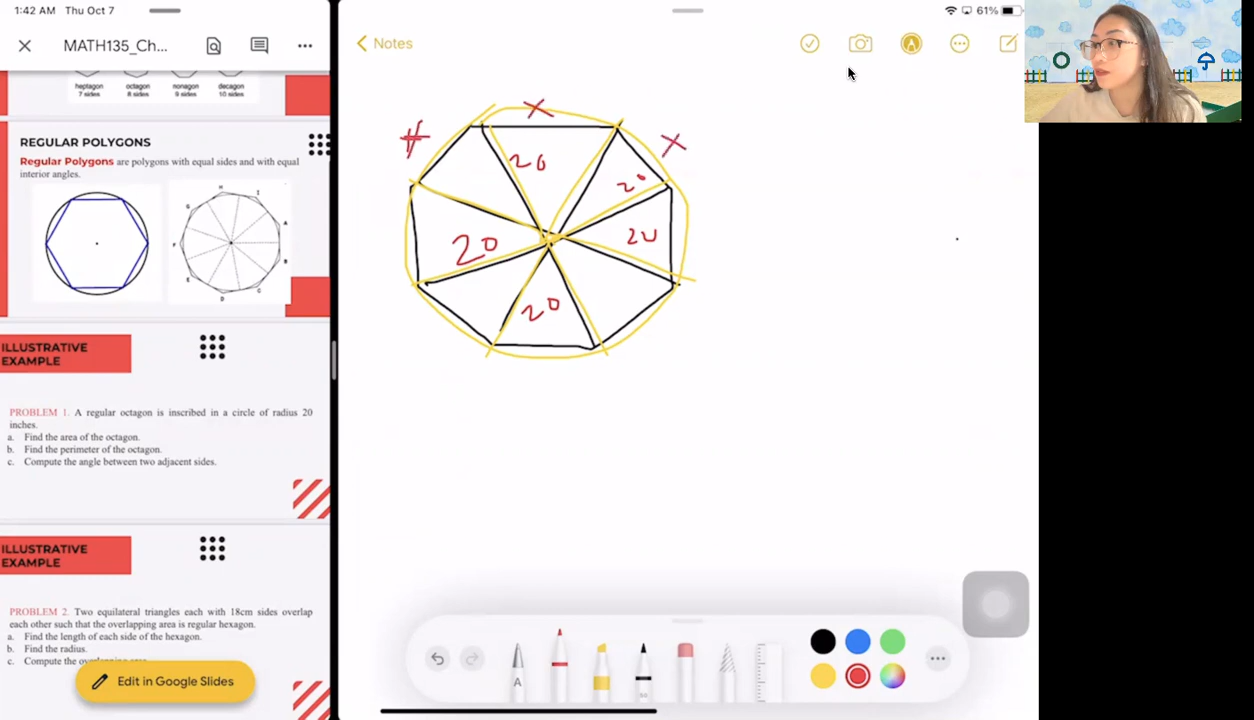 1:42 AM Thu Oct 7
MATH135_Ch...
heptagon
7 sides
octagon
8 sides
nonagon
9 sides
decagon
10 sides
REGULAR POLYGONS
Regular Polygons are polygons with equal sides and with equal
interior angles.
ILLUSTRATIVE
EXAMPLE
PROBLEM 1. A regular octagon is inscribed in a circle of radius 20
inches.
a. Find the area of the octagon.
b. Find the perimeter of the octagon.
c. Compute the angle between two adjacent sides.
ILLUSTRATIVE
EXAMPLE
PROBLEM 2. Two equilateral triangles each with 18cm sides overlap
each other such that the overlapping area is regular hexagon.
a. Find the length of each side of the hexagon.
b. Find the radius.
c. Compute the
Edit in Google Slides
Notes
61%
x
x
20
20
20
20
20
A